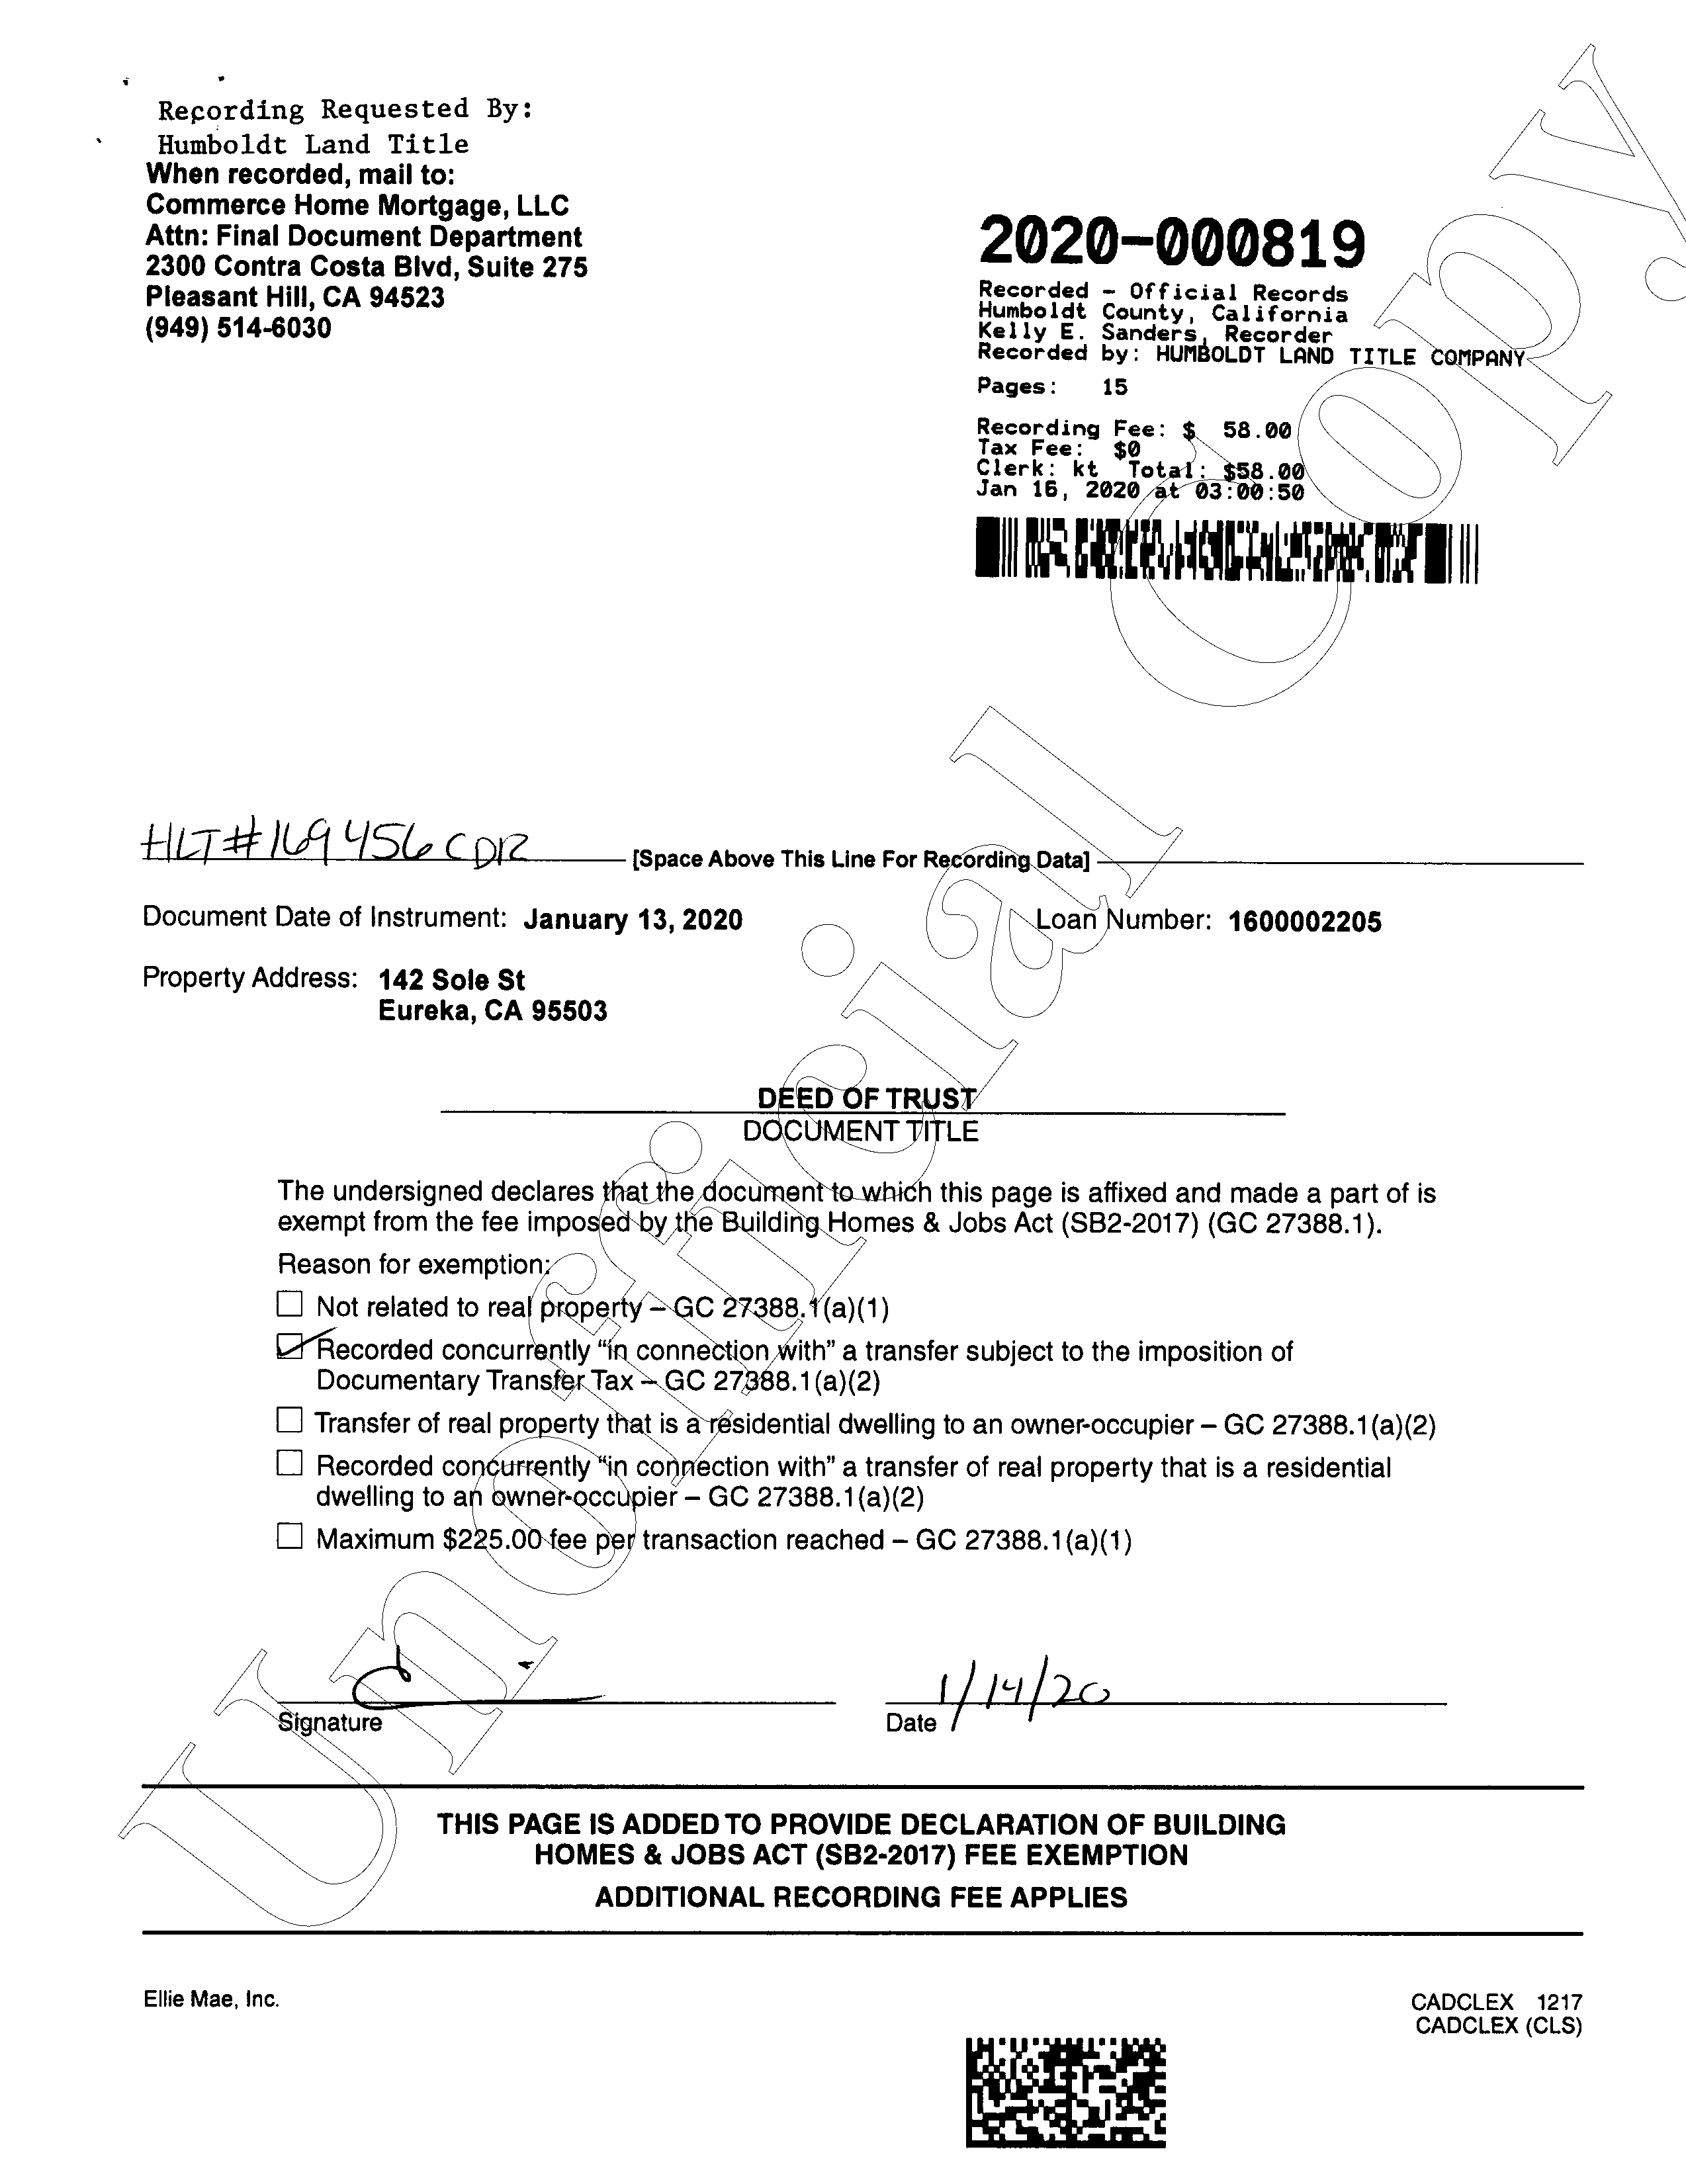 Recording Requested By:
Humboldt Land Title
When recorded, mail to:
Commerce Home Mortgage, LLC
Attn: Final Document Department
2300 Contra Costa Blvd, Suite 275
Pleasant Hill, CA 94523
(949) 514-6030
2020-000819
Recorded - Official Records
Humboldt County, California
Kelly E. Sanders, Recorder
Recorded by: HUMBOLDT LAND TITLE COMPANY
Pages: 15
Recording Fee: $ 58.00
Tax Fee: $0
Clerk: kt Total: $58.00
Jan 16, 2020 at 03:00:50
HLT#169456CDR [Space Above This Line For Recording Data]
Document Date of Instrument: January 13, 2020 Loan Number: 1600002205
Property Address: 142 Sole St
Eureka, CA 95503
DEED OF TRUST
DOCUMENT TITLE
The undersigned declares that the document to which this page is affixed and made a part of is
exempt from the fee imposed by the Building Homes & Jobs Act (SB2-2017) (GC 27388.1).
Reason for exemption:
Not related to real property – GC 27388.1(a)(1)
Recorded concurrently “in connection with” a transfer subject to the imposition of
Documentary Transfer Tax – GC 27388.1(a)(2)
Transfer of real property that is a residential dwelling to an owner-occupier – GC 27388.1(a)(2)
Recorded concurrently “in connection with” a transfer of real property that is a residential
dwelling to an owner-occupier – GC 27388.1(a)(2)
Maximum $225.00 fee per transaction reached – GC 27388.1(a)(1)
1/14/20
Signature Date
THIS PAGE IS ADDED TO PROVIDE DECLARATION OF BUILDING
HOMES & JOBS ACT (SB2-2017) FEE EXEMPTION
ADDITIONAL RECORDING FEE APPLIES
Ellie Mae, Inc. CADCLEX 1217
CADCLEX (CLS)
Unofficial Copy